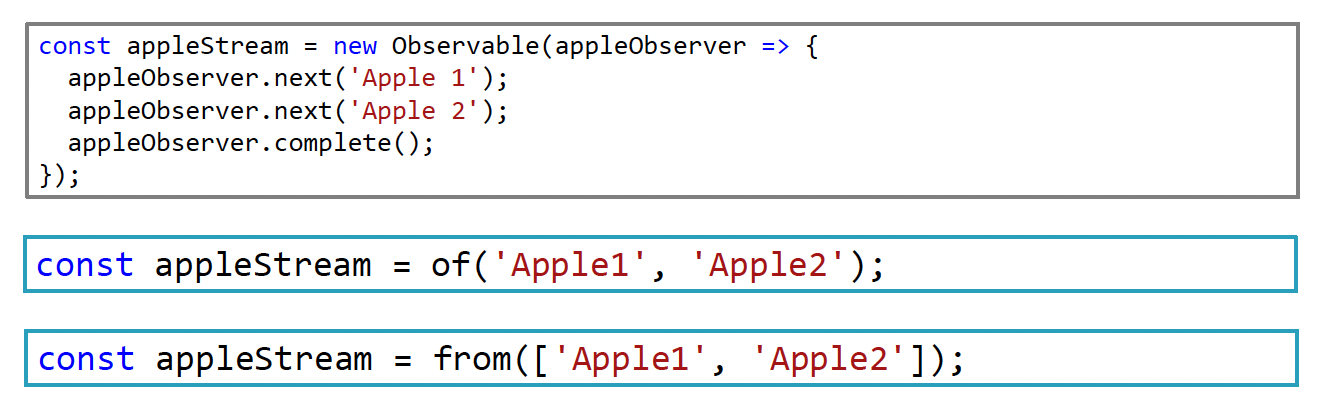 const appleStream = new Observable(appleObserver => {
  appleObserver.next('Apple 1');
  appleObserver.next('Apple 2');
  appleObserver.complete();
});
const appleStream = of('Apple1', 'Apple2');
const appleStream = from(['Apple1', 'Apple2']);